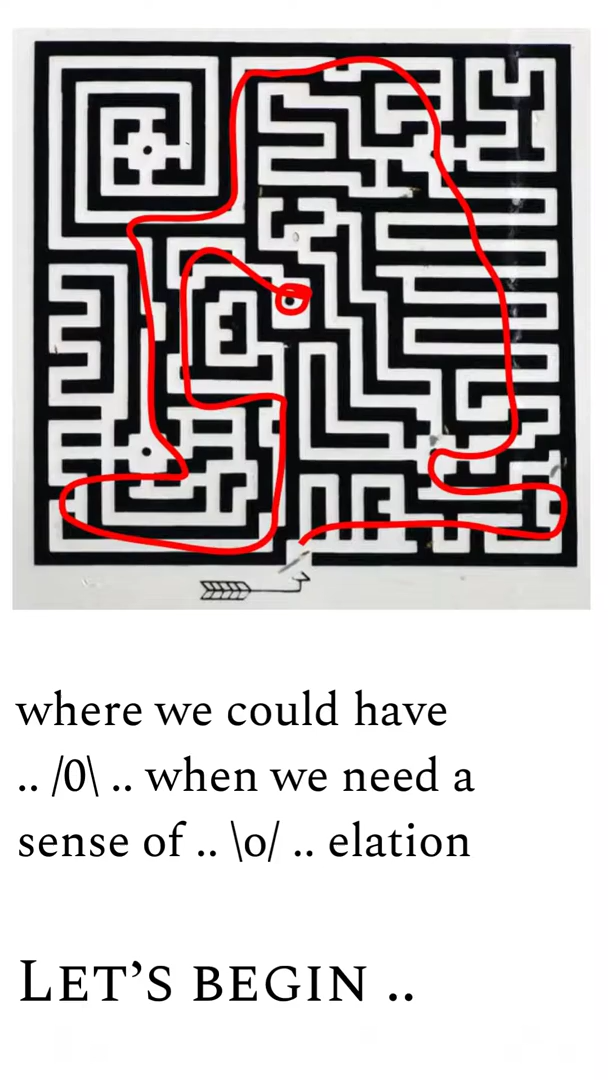 where we could have
.. /0\ .. when we need a
sense of .. \o/ .. elation
LET’S BEGIN ..